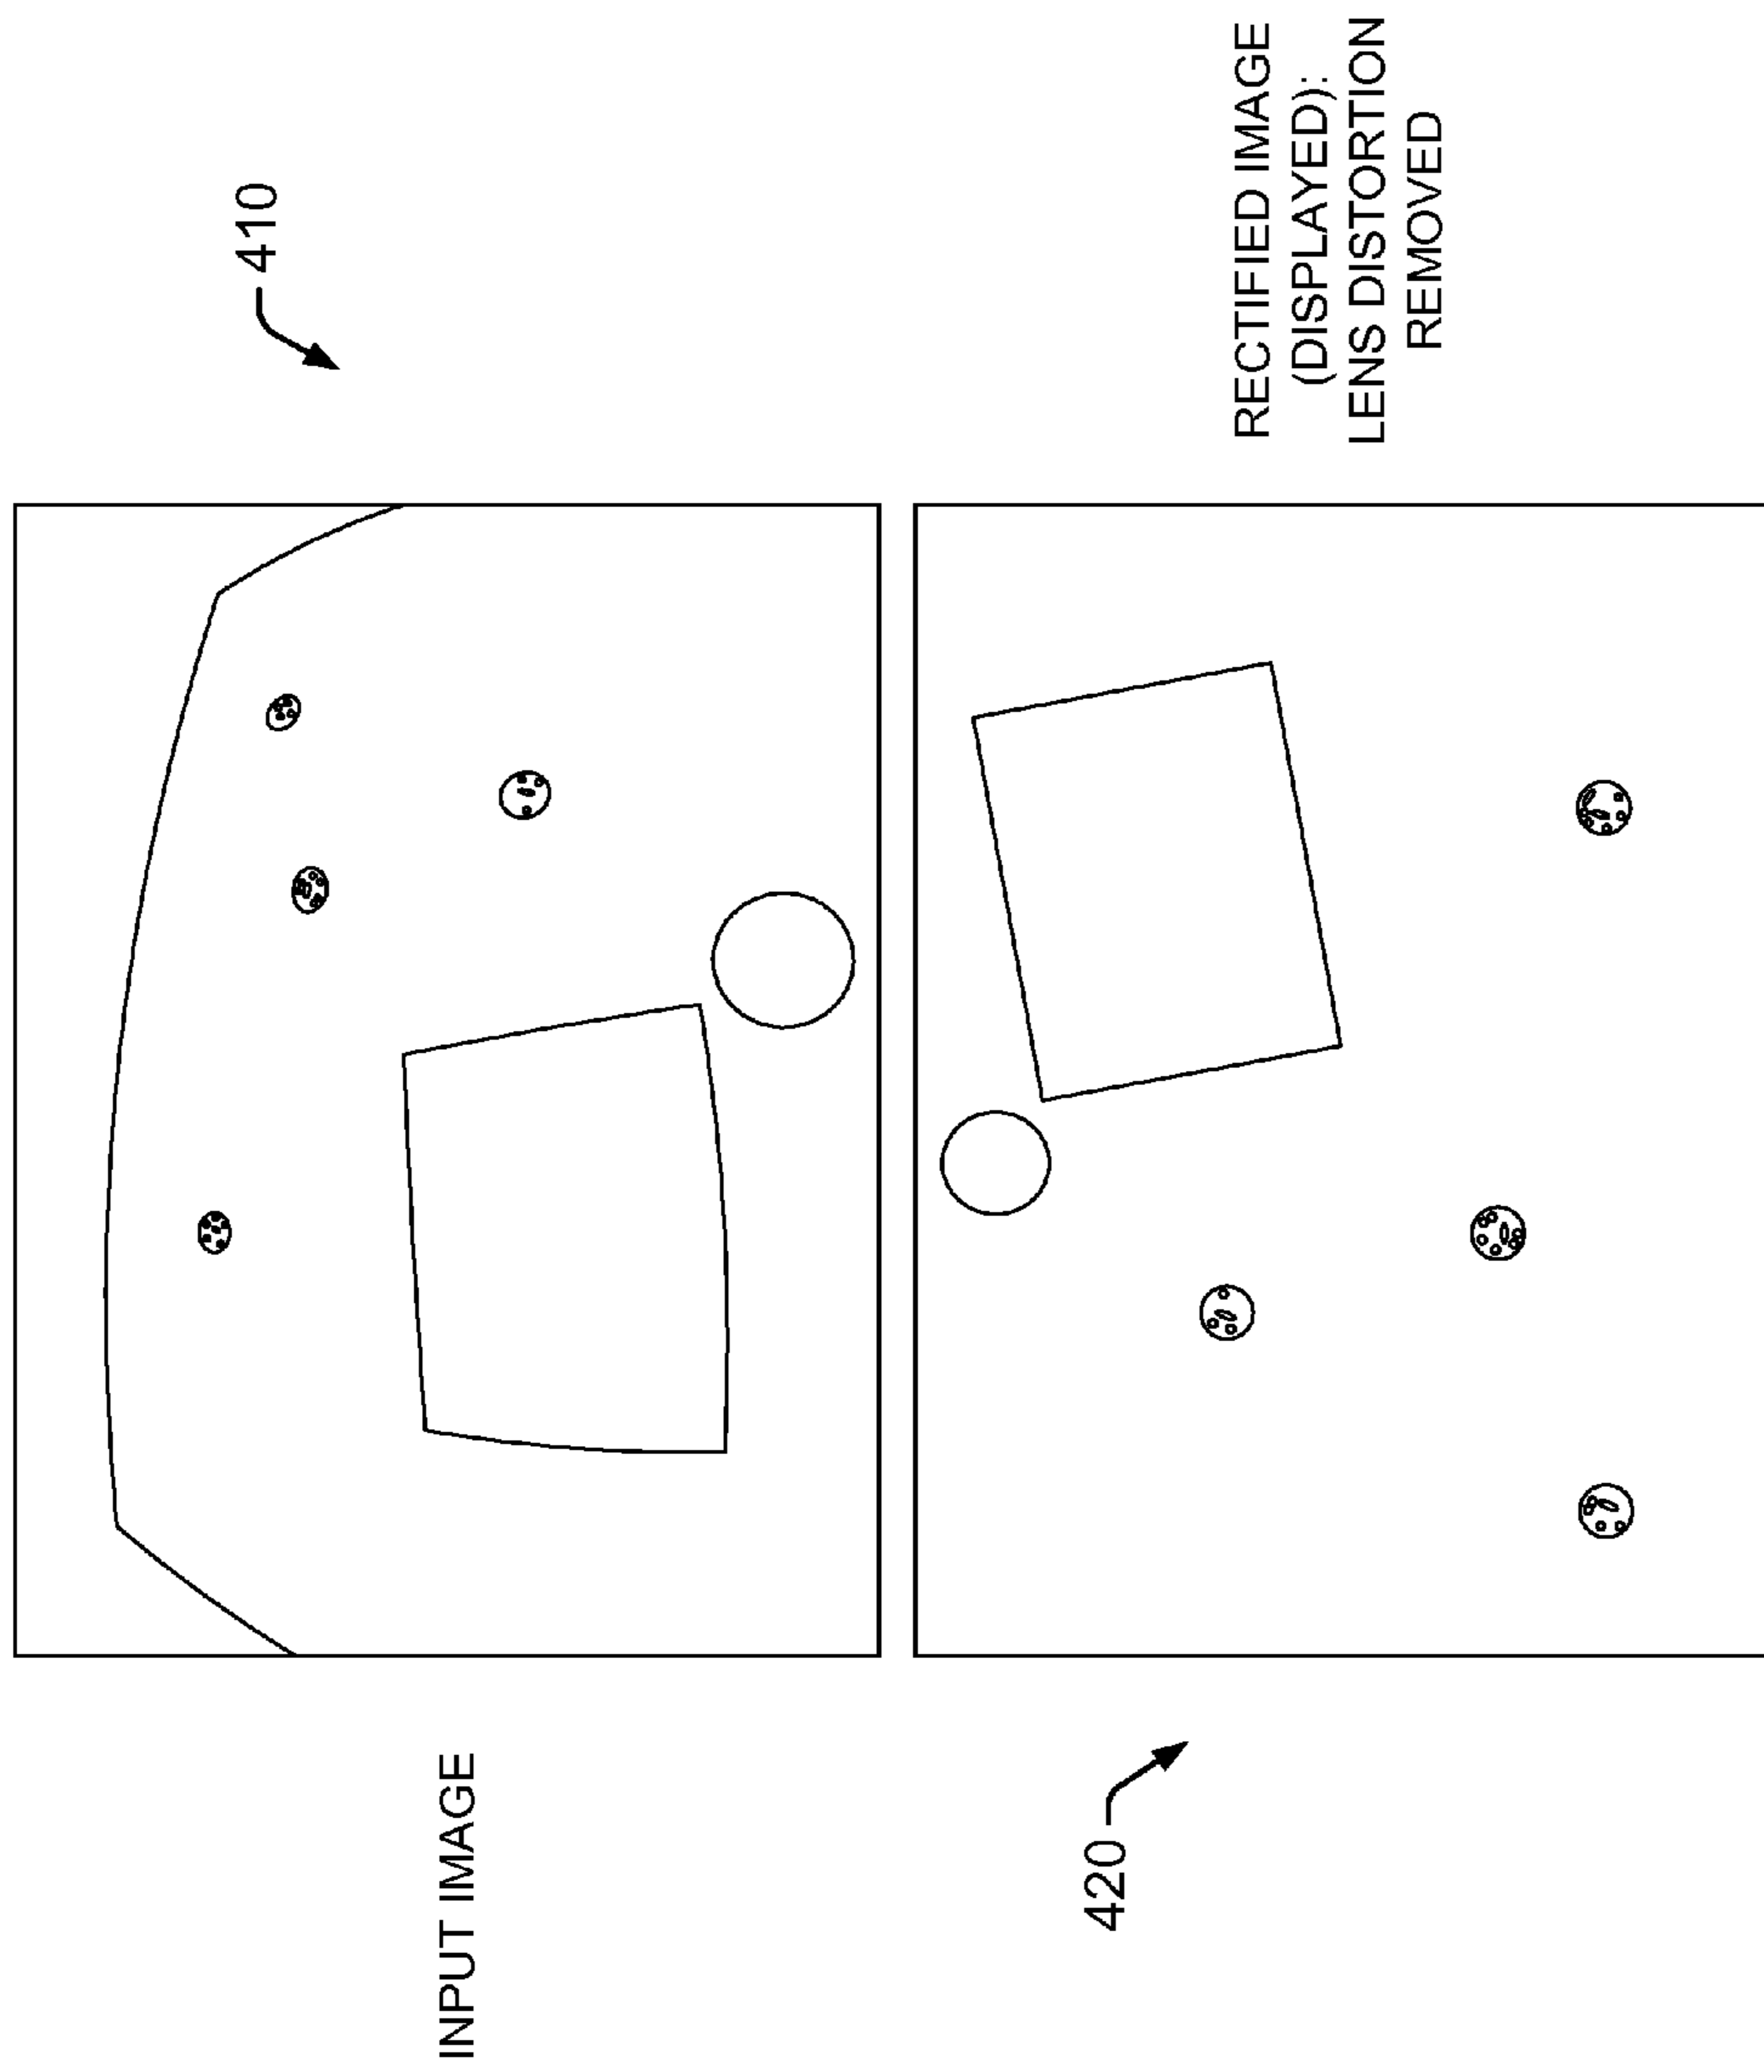 INPUT IMAGE
410
420
RECTIFIED IMAGE
(DISPLAYED):
LENS DISTORTION
REMOVED